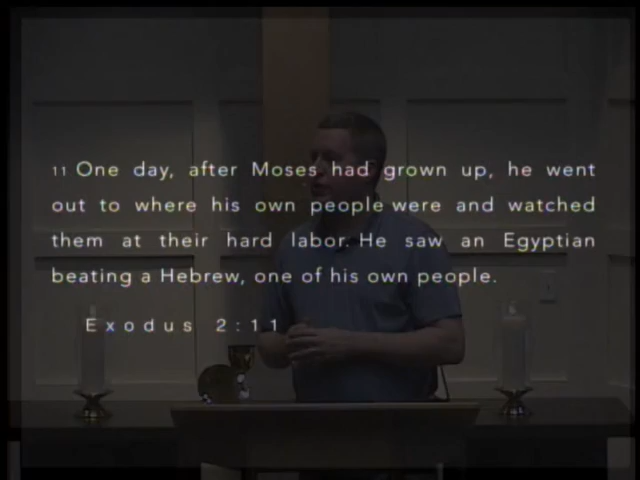 11 One day, after Moses had grown up, he went
out to where his own people were and watched
them at their hard labor. He saw an Egyptian
beating a Hebrew, one of his own people.
Exodus 2:11